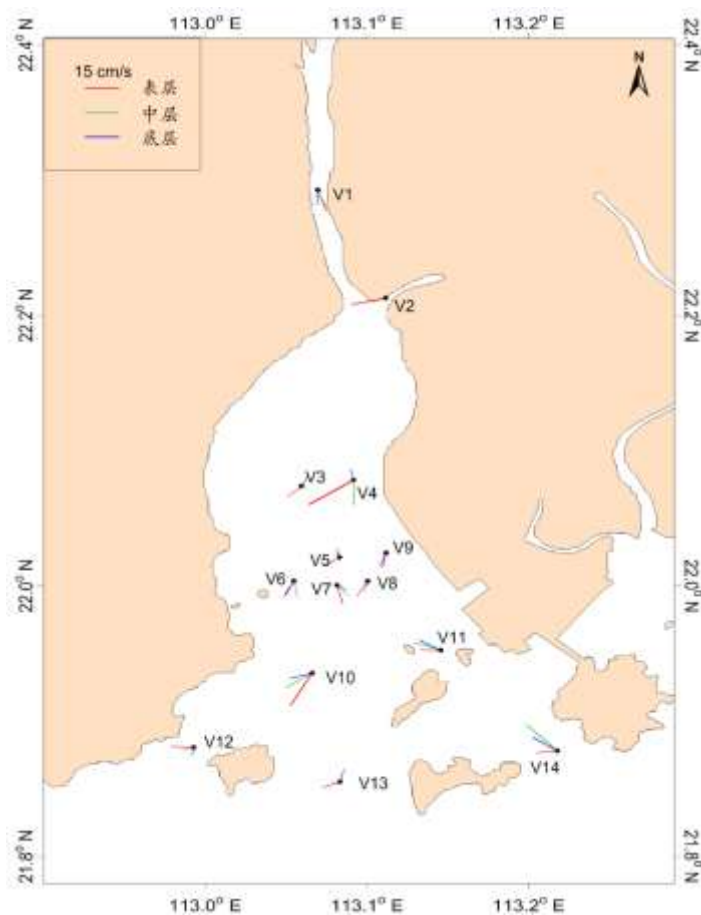 113.0° E 113.1° E 113.2° E
22.4° N 22.4° N
N
15 cm/s
表层
中层
底层
V1
V2
22.2° N 22.2° N
V3
V4
V9
V5
V6 V7 V8
22.0° N 22.0° N
V11
V10
V12
V14
V13
21.8° N 21.8° N
113.0° E 113.1° E 113.2° E